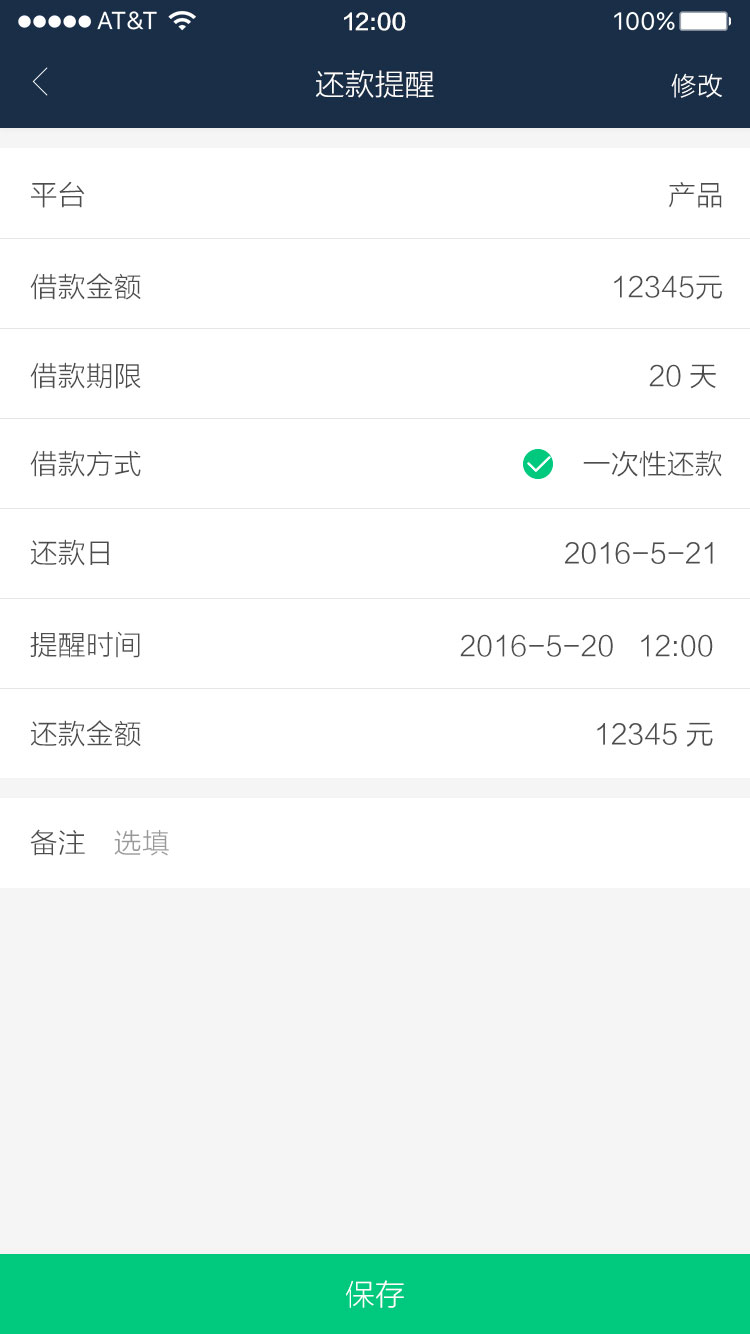 AT&T 12:00 100%
还款提醒 修改
平台 产品
借款金额 12345元
借款期限 20 天
借款方式 一次性还款
还款日 2016-5-21
提醒时间 2016-5-20 12:00
还款金额 12345 元
备注 选填
保存